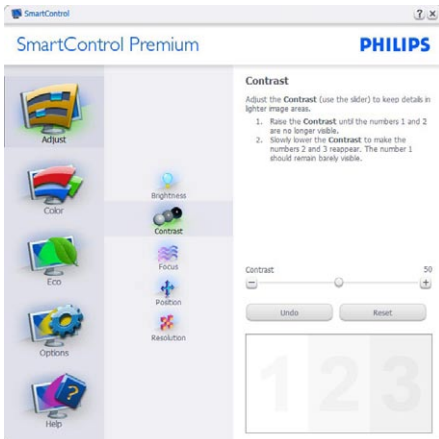 SmartControl
SmartControl Premium
PHILIPS
Adjust
Color
Eco
Options
Help
Brightness
Contrast
Focus
Position
Resolution
Contrast
Adjust the Contrast (use the slider) to keep details in
lighter image areas.
1. Raise the Contrast until the numbers 1 and 2
are no longer visible.
2. Slowly lower the Contrast to make the
numbers 2 and 3 reappear. The number 1
should remain barely visible.
Contrast 50
Undo Reset
1 2 3